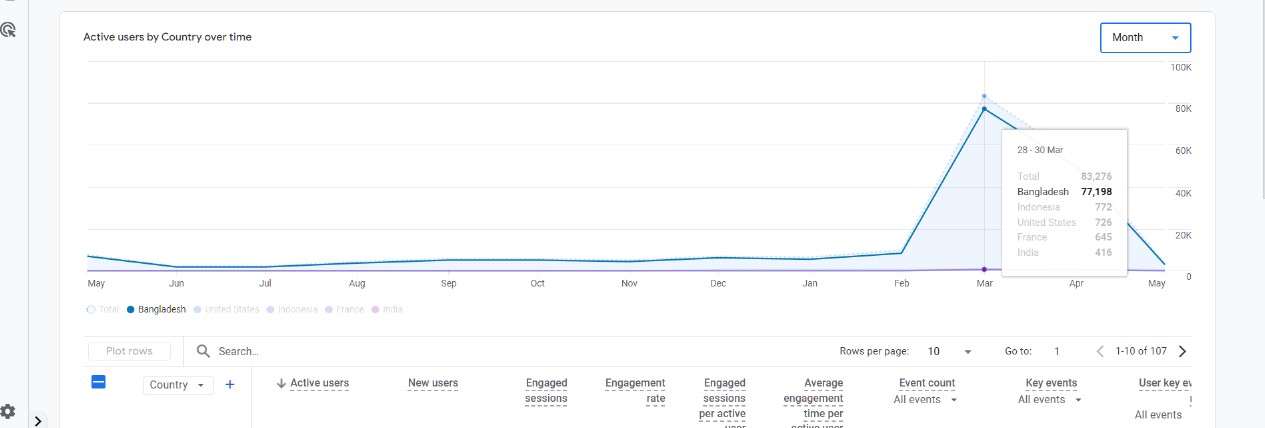 Active users by Country over time
Month
100K
80K
60K
40K
20K
0
28 - 30 Mar
Total 83,276
Bangladesh 77,198
Indonesia 772
United States 726
France 645
India 416
May Jun Jul Aug Sep Oct Nov Dec Jan Feb Mar Apr May
Total Bangladesh United States Indonesia France India
Plot rows
Search...
Rows per page: 10
Go to: 1
1-10 of 107
Country
Active users
New users
Engaged
sessions
Engagement
rate
Engaged
sessions
per active
user
Average
engagement
time per
active user
Event count
All events
Key events
All events
User key ev
All events